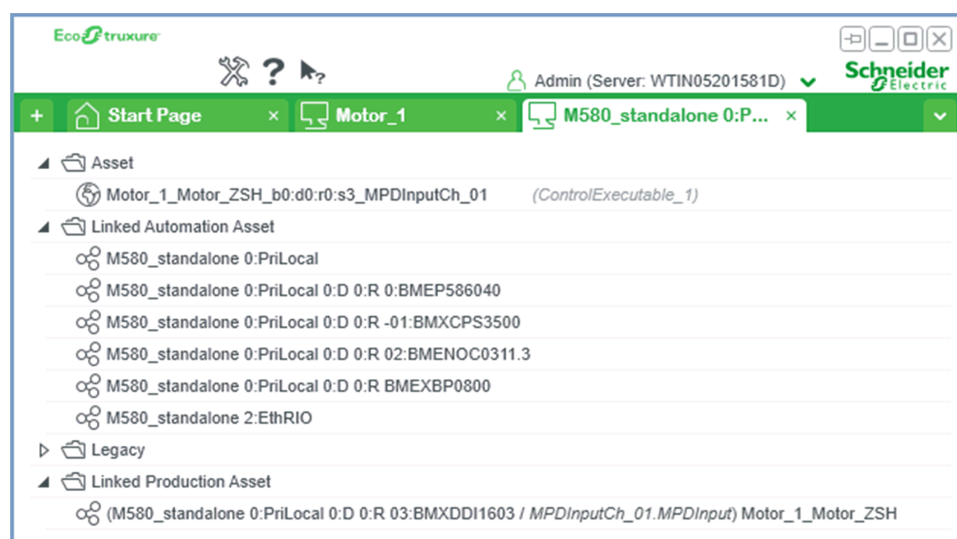 EcoStruxure
? ?
Admin (Server: WTIN05201581D)
Schneider
Electric
+ Start Page × Motor_1 × M580_standalone 0:P... ×
Asset
Motor_1_Motor_ZSH_b0:d0:r0:s3_MPDInputCh_01 (ControlExecutable_1)
Linked Automation Asset
M580_standalone 0:PriLocal
M580_standalone 0:PriLocal 0:D 0:R 0:BMEP586040
M580_standalone 0:PriLocal 0:D 0:R -01:BMXCPS3500
M580_standalone 0:PriLocal 0:D 0:R 02:BMENOC0311.3
M580_standalone 0:PriLocal 0:D 0:R BMEXBP0800
M580_standalone 2:EthRIO
Legacy
Linked Production Asset
(M580_standalone 0:PriLocal 0:D 0:R 03:BMXDDI1603 / MPDInputCh_01.MPDInput) Motor_1_Motor_ZSH